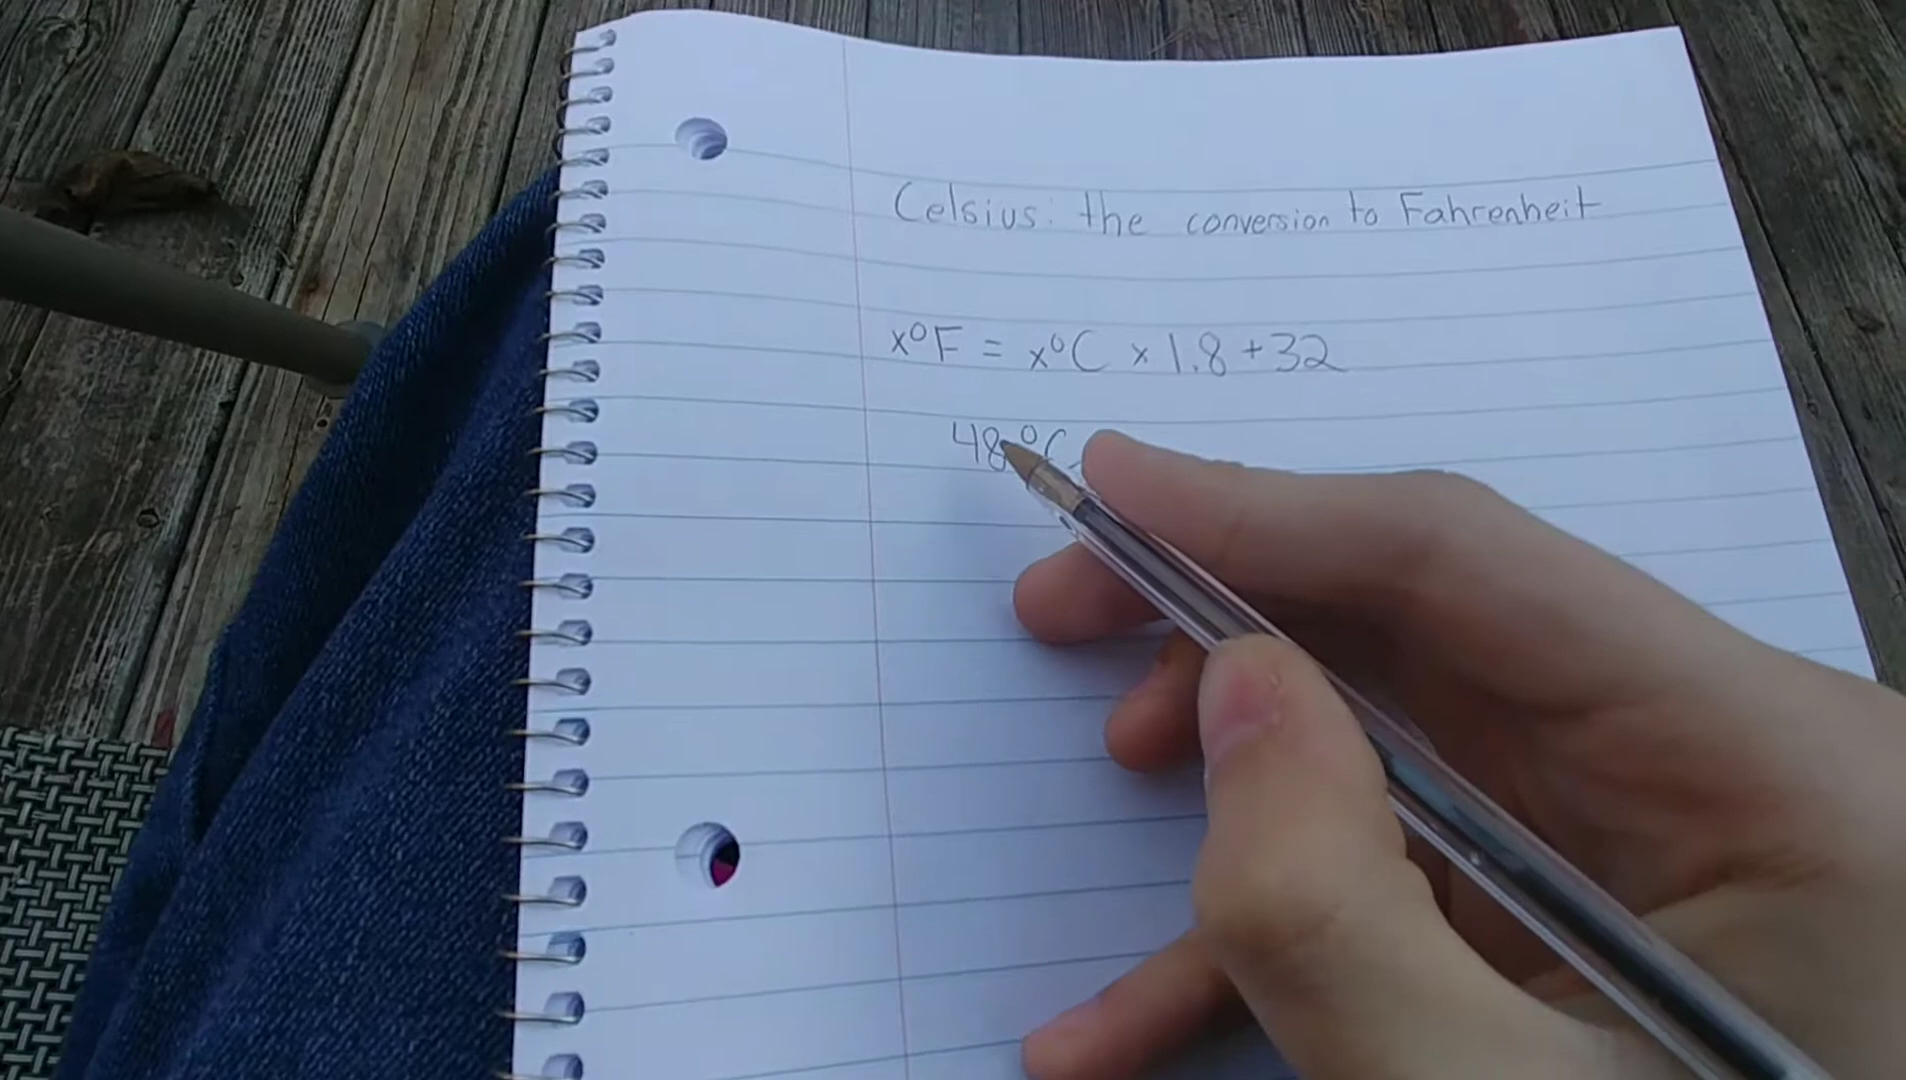 Celsius: the conversion to Fahrenheit
x°F = x°C × 1.8 + 32
48°C